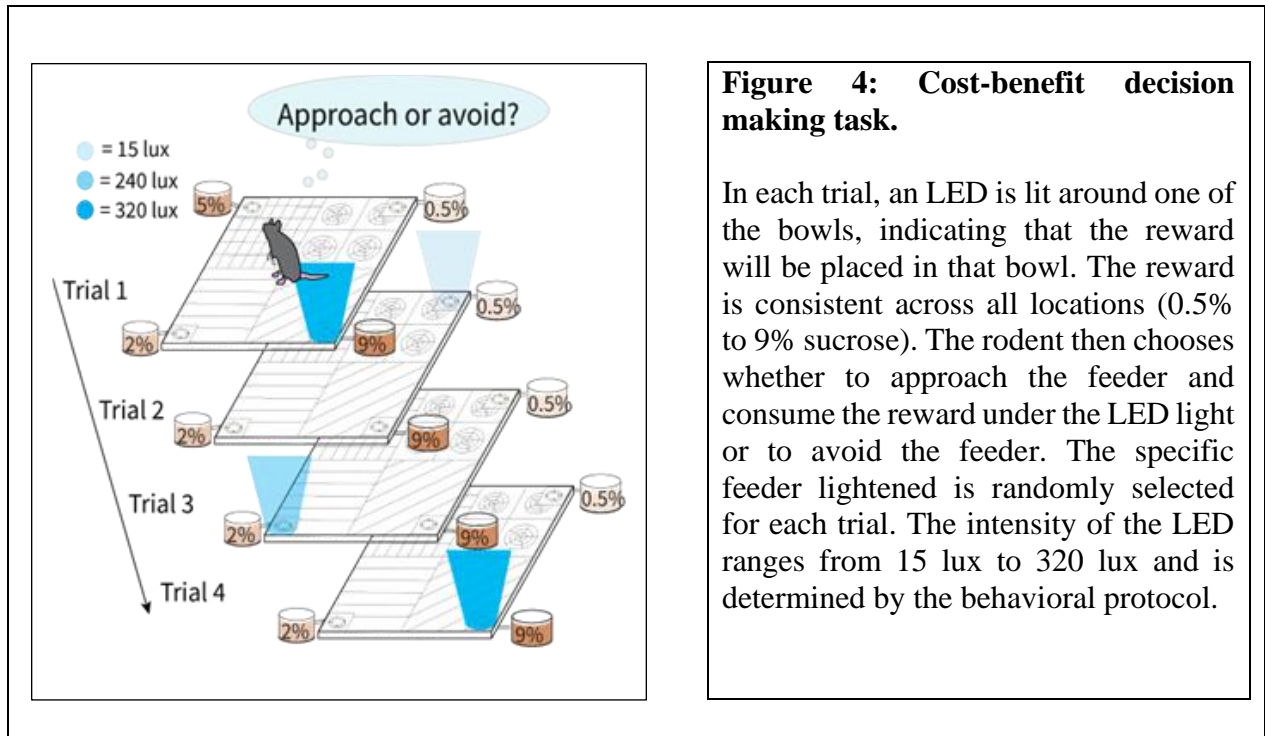 Approach or avoid?
= 15 lux
= 240 lux
= 320 lux
5%
0.5%
Trial 1
0.5%
2%
9%
Trial 2
0.5%
2%
9%
Trial 3
0.5%
2%
9%
Trial 4
2%
9%
Figure 4: Cost-benefit decision
making task.
In each trial, an LED is lit around one of
the bowls, indicating that the reward
will be placed in that bowl. The reward
is consistent across all locations (0.5%
to 9% sucrose). The rodent then chooses
whether to approach the feeder and
consume the reward under the LED light
or to avoid the feeder. The specific
feeder lightened is randomly selected
for each trial. The intensity of the LED
ranges from 15 lux to 320 lux and is
determined by the behavioral protocol.